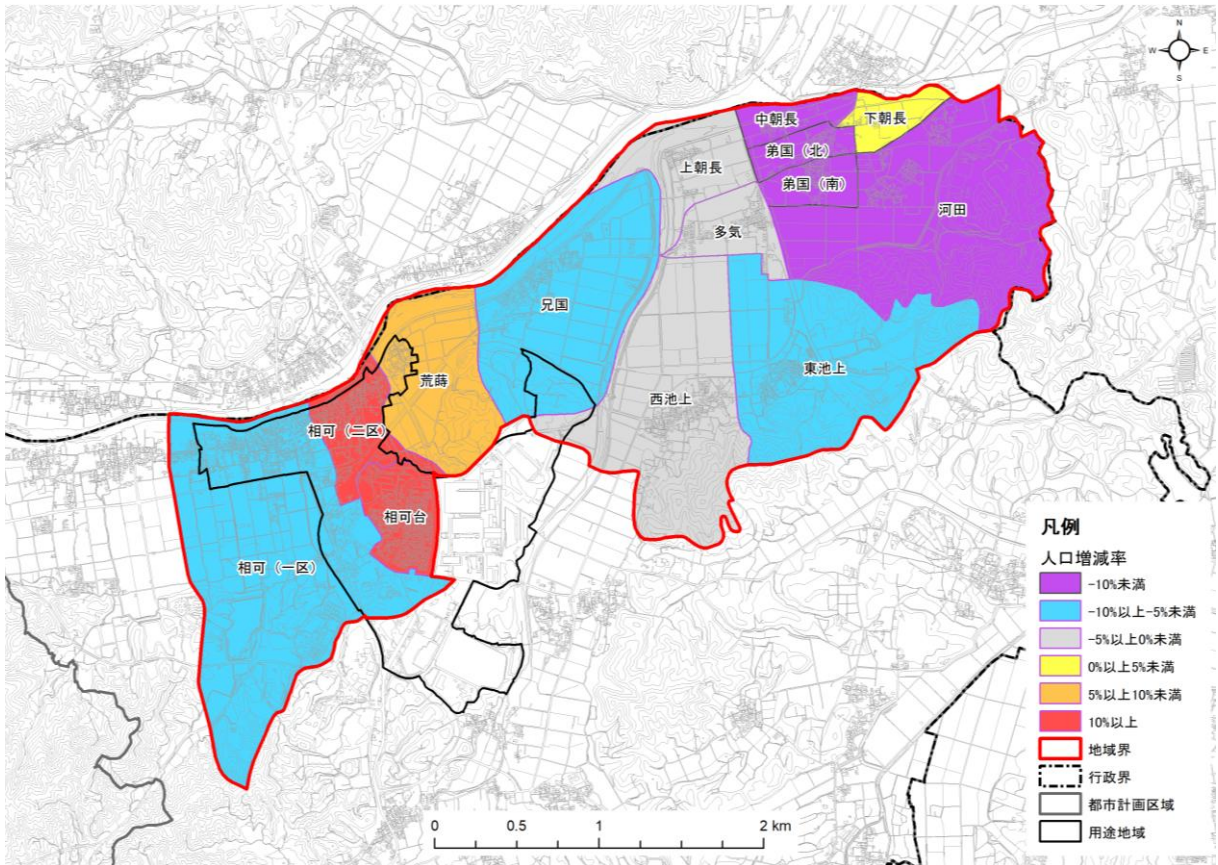 N
W E
S
中朝長
下朝長
弟国（北）
上朝長
弟国（南）
河田
多気
兄国
東池上
荒蒔
西池上
相可（二区）
相可台
相可（一区）
凡例
人口増減率
-10%未満
-10%以上-5%未満
-5%以上0%未満
0%以上5%未満
5%以上10%未満
10%以上
地域界
行政界
都市計画区域
用途地域
0 0.5 1 2 km